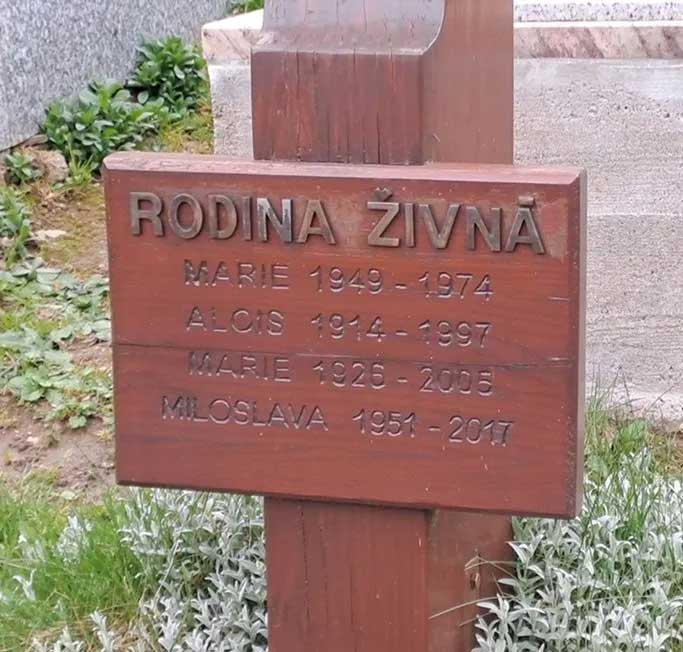 RODINA ŽIVNÁ
MARIE 1949 - 1974
ALOIS 1914 - 1997
MARIE 1926 - 2005
MILOSLAVA 1951 - 2017